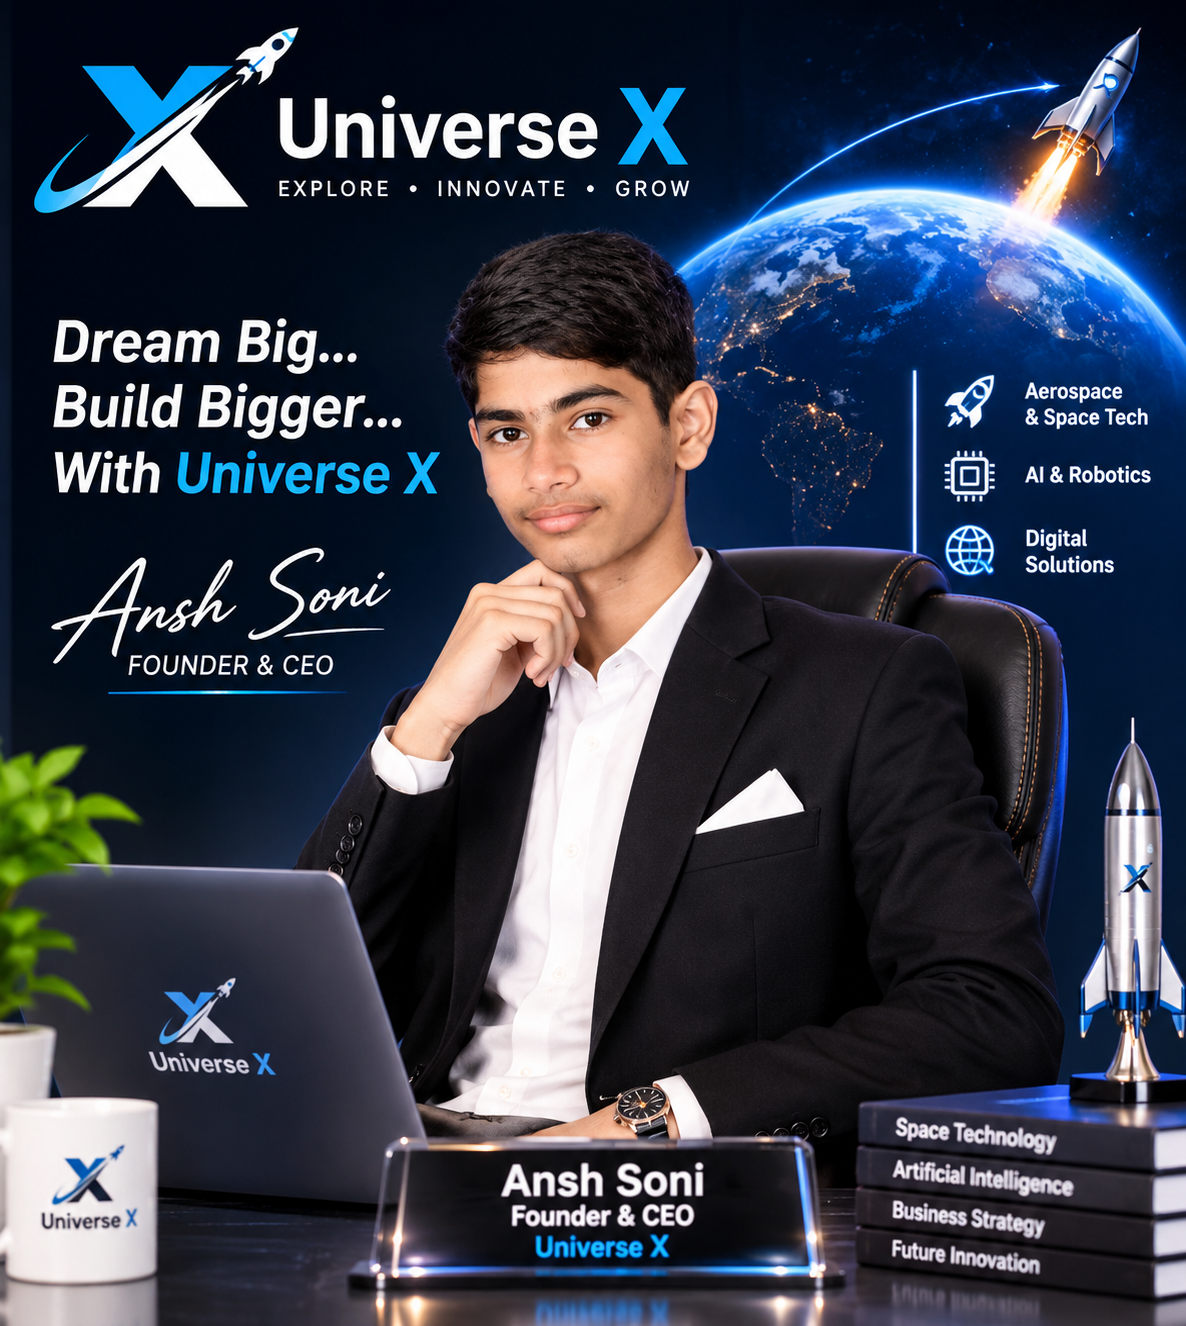 Universe X
EXPLORE • INNOVATE • GROW
Dream Big...
Build Bigger...
With Universe X
Ansh Soni
FOUNDER & CEO
Aerospace
& Space Tech
AI & Robotics
Digital
Solutions
X
Universe X
X
Universe X
Ansh Soni
Founder & CEO
Universe X
X
Space Technology
Artificial Intelligence
Business Strategy
Future Innovation